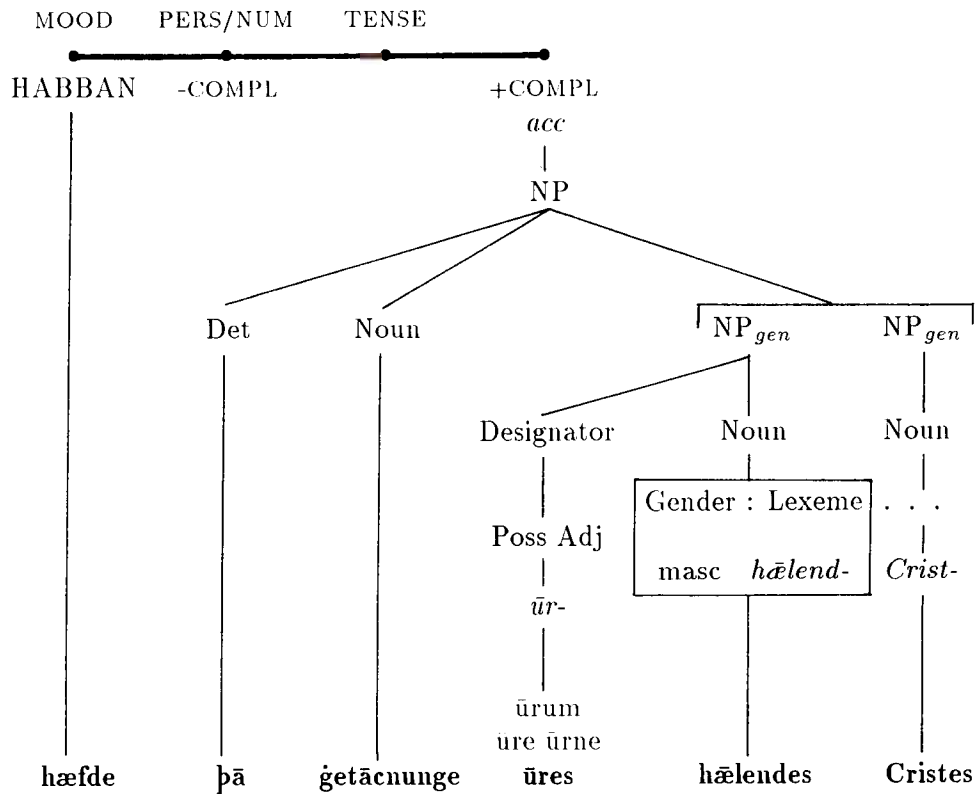 MOOD PERS/NUM TENSE
HABBAN -COMPL +COMPL
acc
NP
Det Noun NP_gen NP_gen
Designator Noun Noun
Gender : Lexeme . . .
Poss Adj
masc hǣlend- Crist-
ūr-
ūrum
ūre ūrne
hæfde þā ġetācnunge ūres hǣlendes Cristes